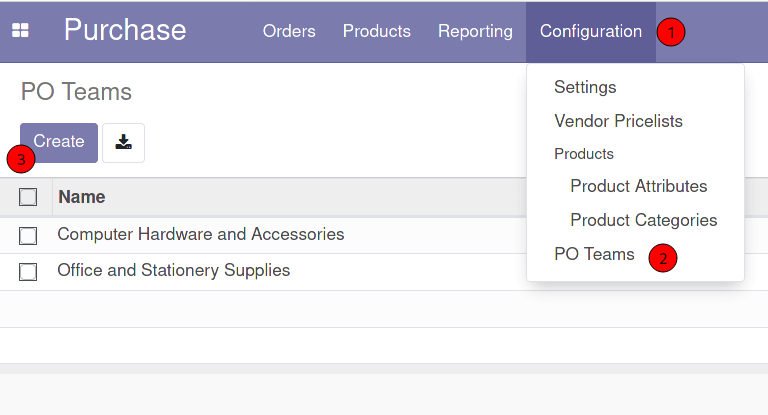 Purchase Orders Products Reporting Configuration 1
PO Teams
Settings
Vendor Pricelists
Create
3
Products
Product Attributes
Name
Product Categories
Computer Hardware and Accessories
PO Teams 2
Office and Stationery Supplies